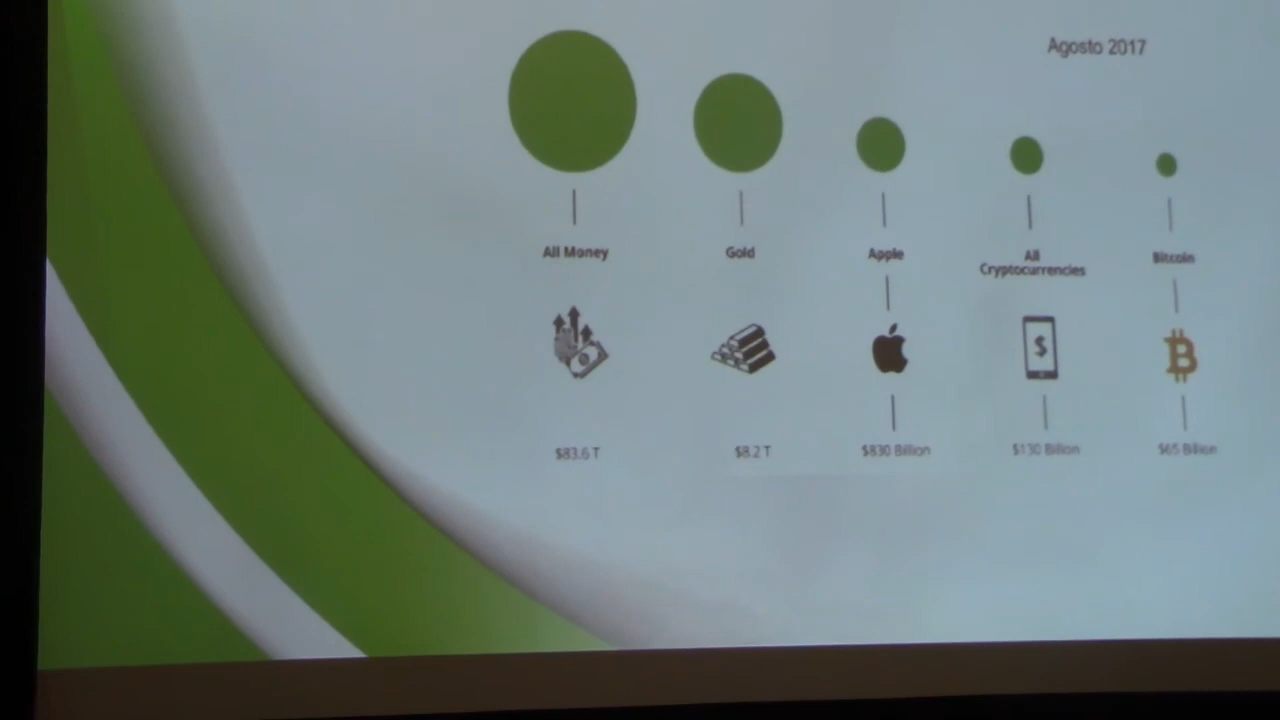 Agosto 2017
All Money
Gold
Apple
All
Cryptocurrencies
Bitcoin
$83.6 T
$8.2 T
$830 Billion
$130 Billion
$65 Billion